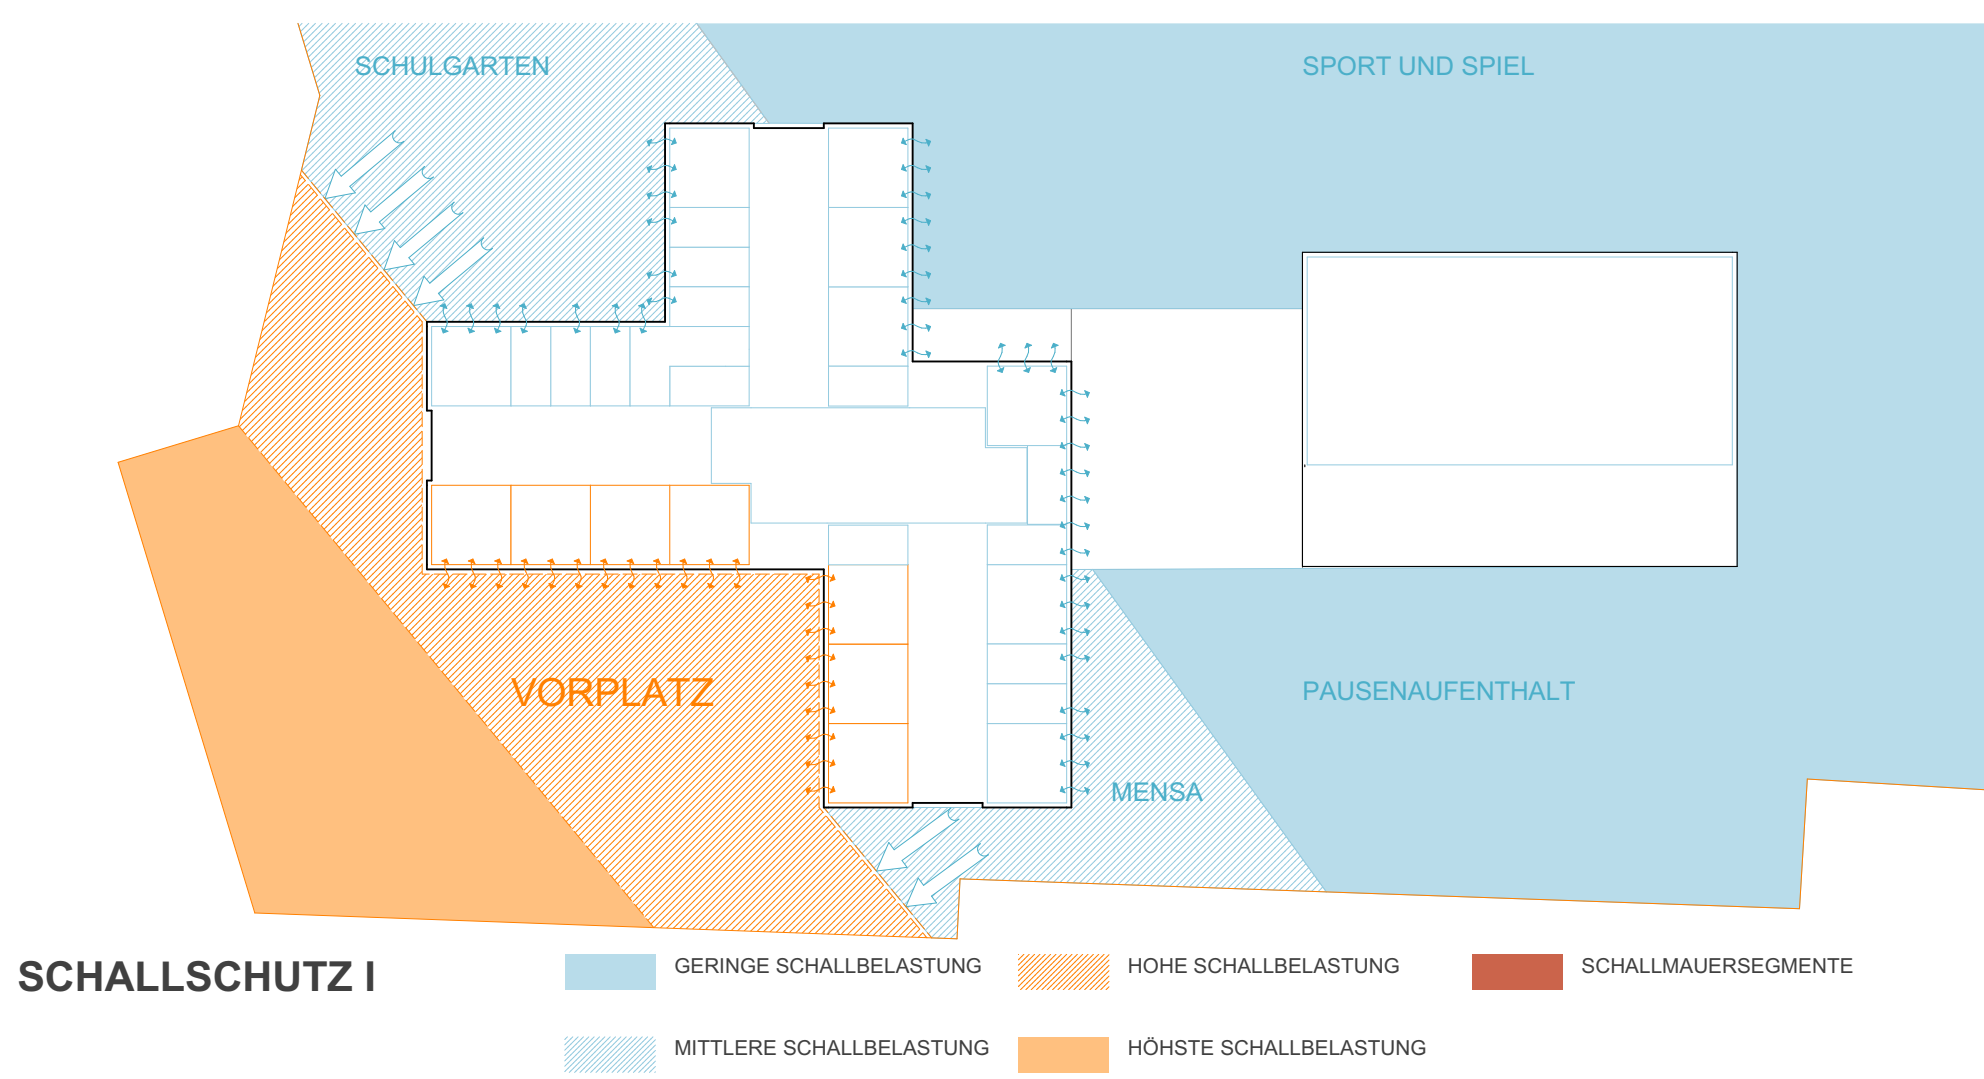 SCHULGARTEN
SPORT UND SPIEL
VORPLATZ
PAUSENAUFENTHALT
MENSA
SCHALLSCHUTZ I
GERINGE SCHALLBELASTUNG
HOHE SCHALLBELASTUNG
SCHALLMAUERSEGMENTE
MITTLERE SCHALLBELASTUNG
HÖHSTE SCHALLBELASTUNG